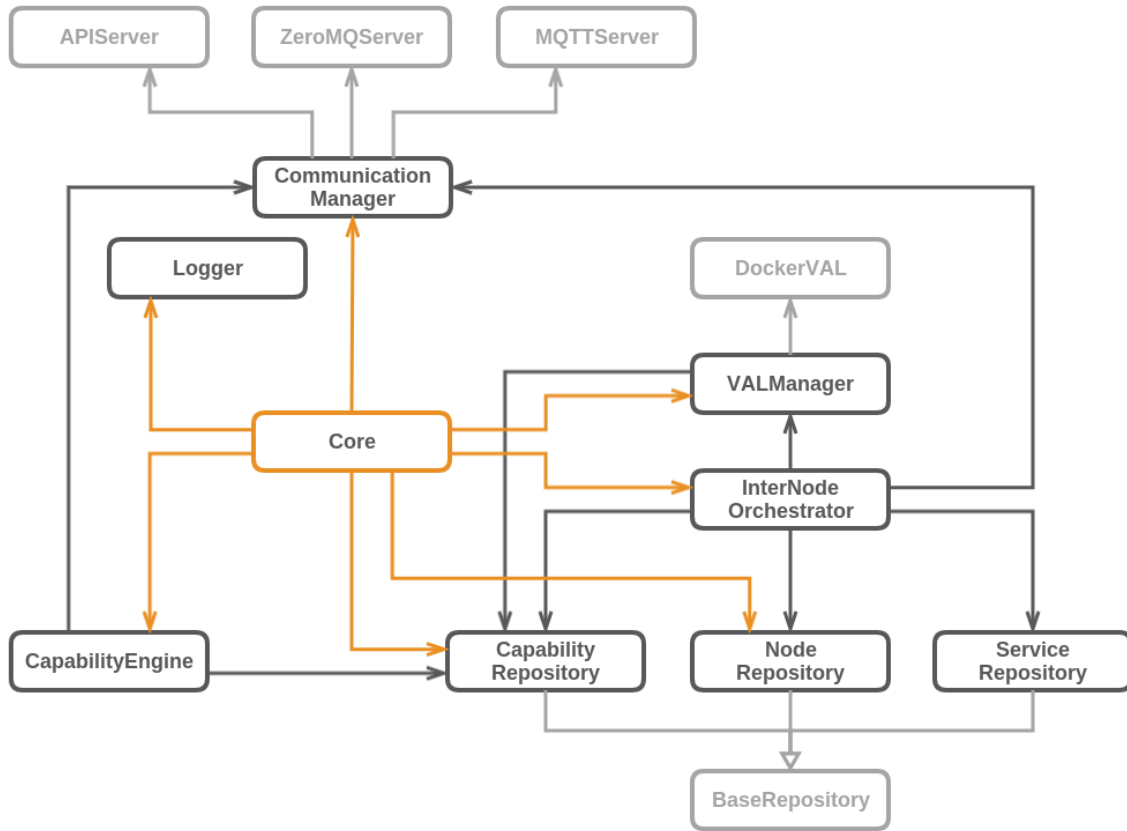 APIServer
ZeroMQServer
MQTTServer
Communication
Manager
Logger
DockerVAL
VALManager
Core
InterNode
Orchestrator
CapabilityEngine
Capability
Repository
Node
Repository
Service
Repository
BaseRepository